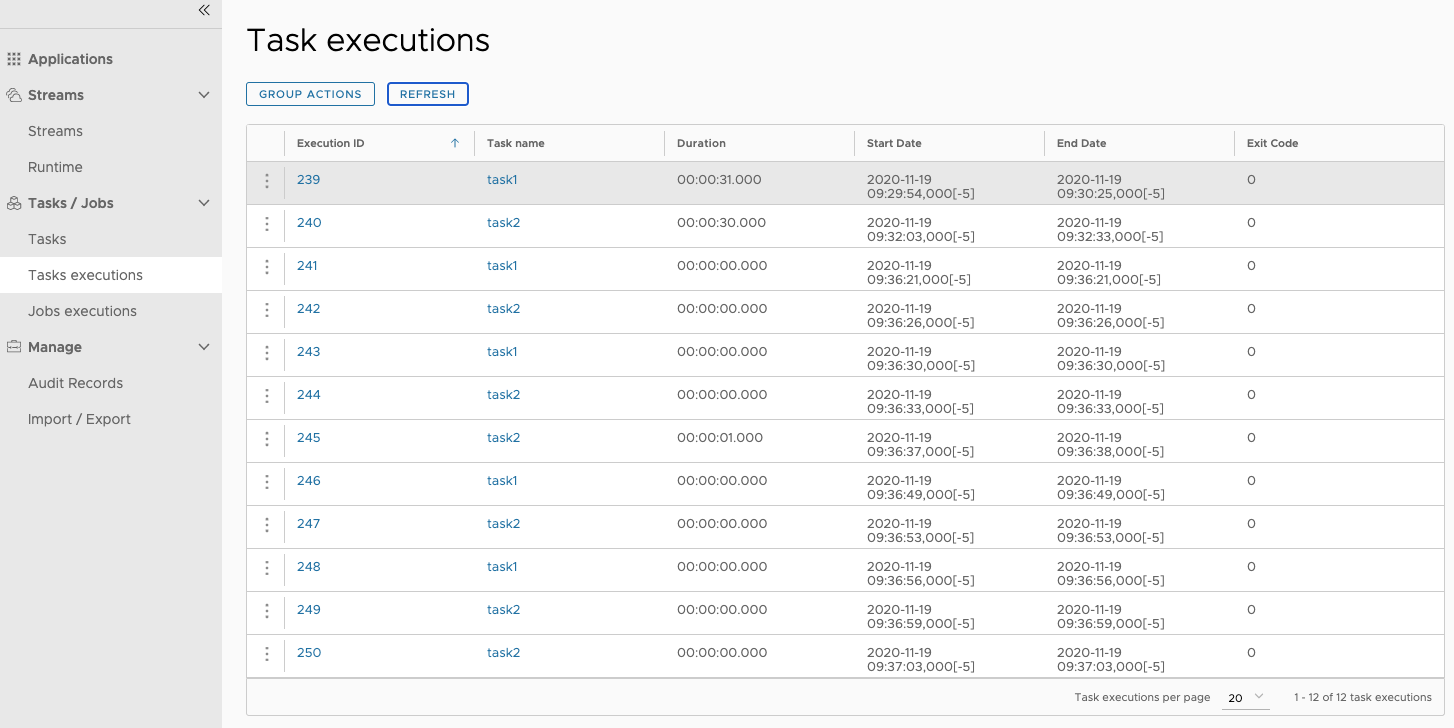 Applications
Streams
Streams
Runtime
Tasks / Jobs
Tasks
Tasks executions
Jobs executions
Manage
Audit Records
Import / Export
Task executions
GROUP ACTIONS REFRESH
Execution ID Task name Duration Start Date End Date Exit Code
239 task1 00:00:31.000 2020-11-19 2020-11-19 0
09:29:54,000[-5] 09:30:25,000[-5]
240 task2 00:00:30.000 2020-11-19 2020-11-19 0
09:32:03,000[-5] 09:32:33,000[-5]
241 task1 00:00:00.000 2020-11-19 2020-11-19 0
09:36:21,000[-5] 09:36:21,000[-5]
242 task2 00:00:00.000 2020-11-19 2020-11-19 0
09:36:26,000[-5] 09:36:26,000[-5]
243 task1 00:00:00.000 2020-11-19 2020-11-19 0
09:36:30,000[-5] 09:36:30,000[-5]
244 task2 00:00:00.000 2020-11-19 2020-11-19 0
09:36:33,000[-5] 09:36:33,000[-5]
245 task2 00:00:01.000 2020-11-19 2020-11-19 0
09:36:37,000[-5] 09:36:38,000[-5]
246 task1 00:00:00.000 2020-11-19 2020-11-19 0
09:36:49,000[-5] 09:36:49,000[-5]
247 task2 00:00:00.000 2020-11-19 2020-11-19 0
09:36:53,000[-5] 09:36:53,000[-5]
248 task1 00:00:00.000 2020-11-19 2020-11-19 0
09:36:56,000[-5] 09:36:56,000[-5]
249 task2 00:00:00.000 2020-11-19 2020-11-19 0
09:36:59,000[-5] 09:36:59,000[-5]
250 task2 00:00:00.000 2020-11-19 2020-11-19 0
09:37:03,000[-5] 09:37:03,000[-5]
Task executions per page 20 1 - 12 of 12 task executions